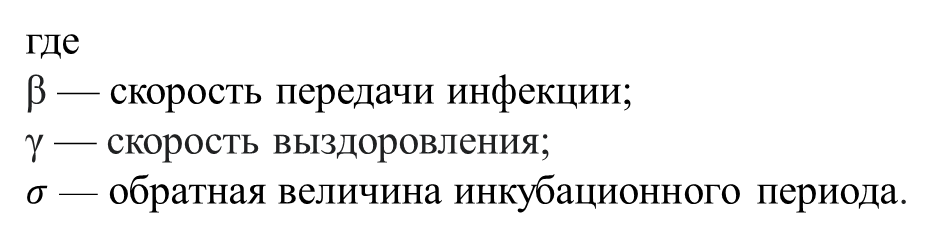 где
β — скорость передачи инфекции;
γ — скорость выздоровления;
σ — обратная величина инкубационного периода.